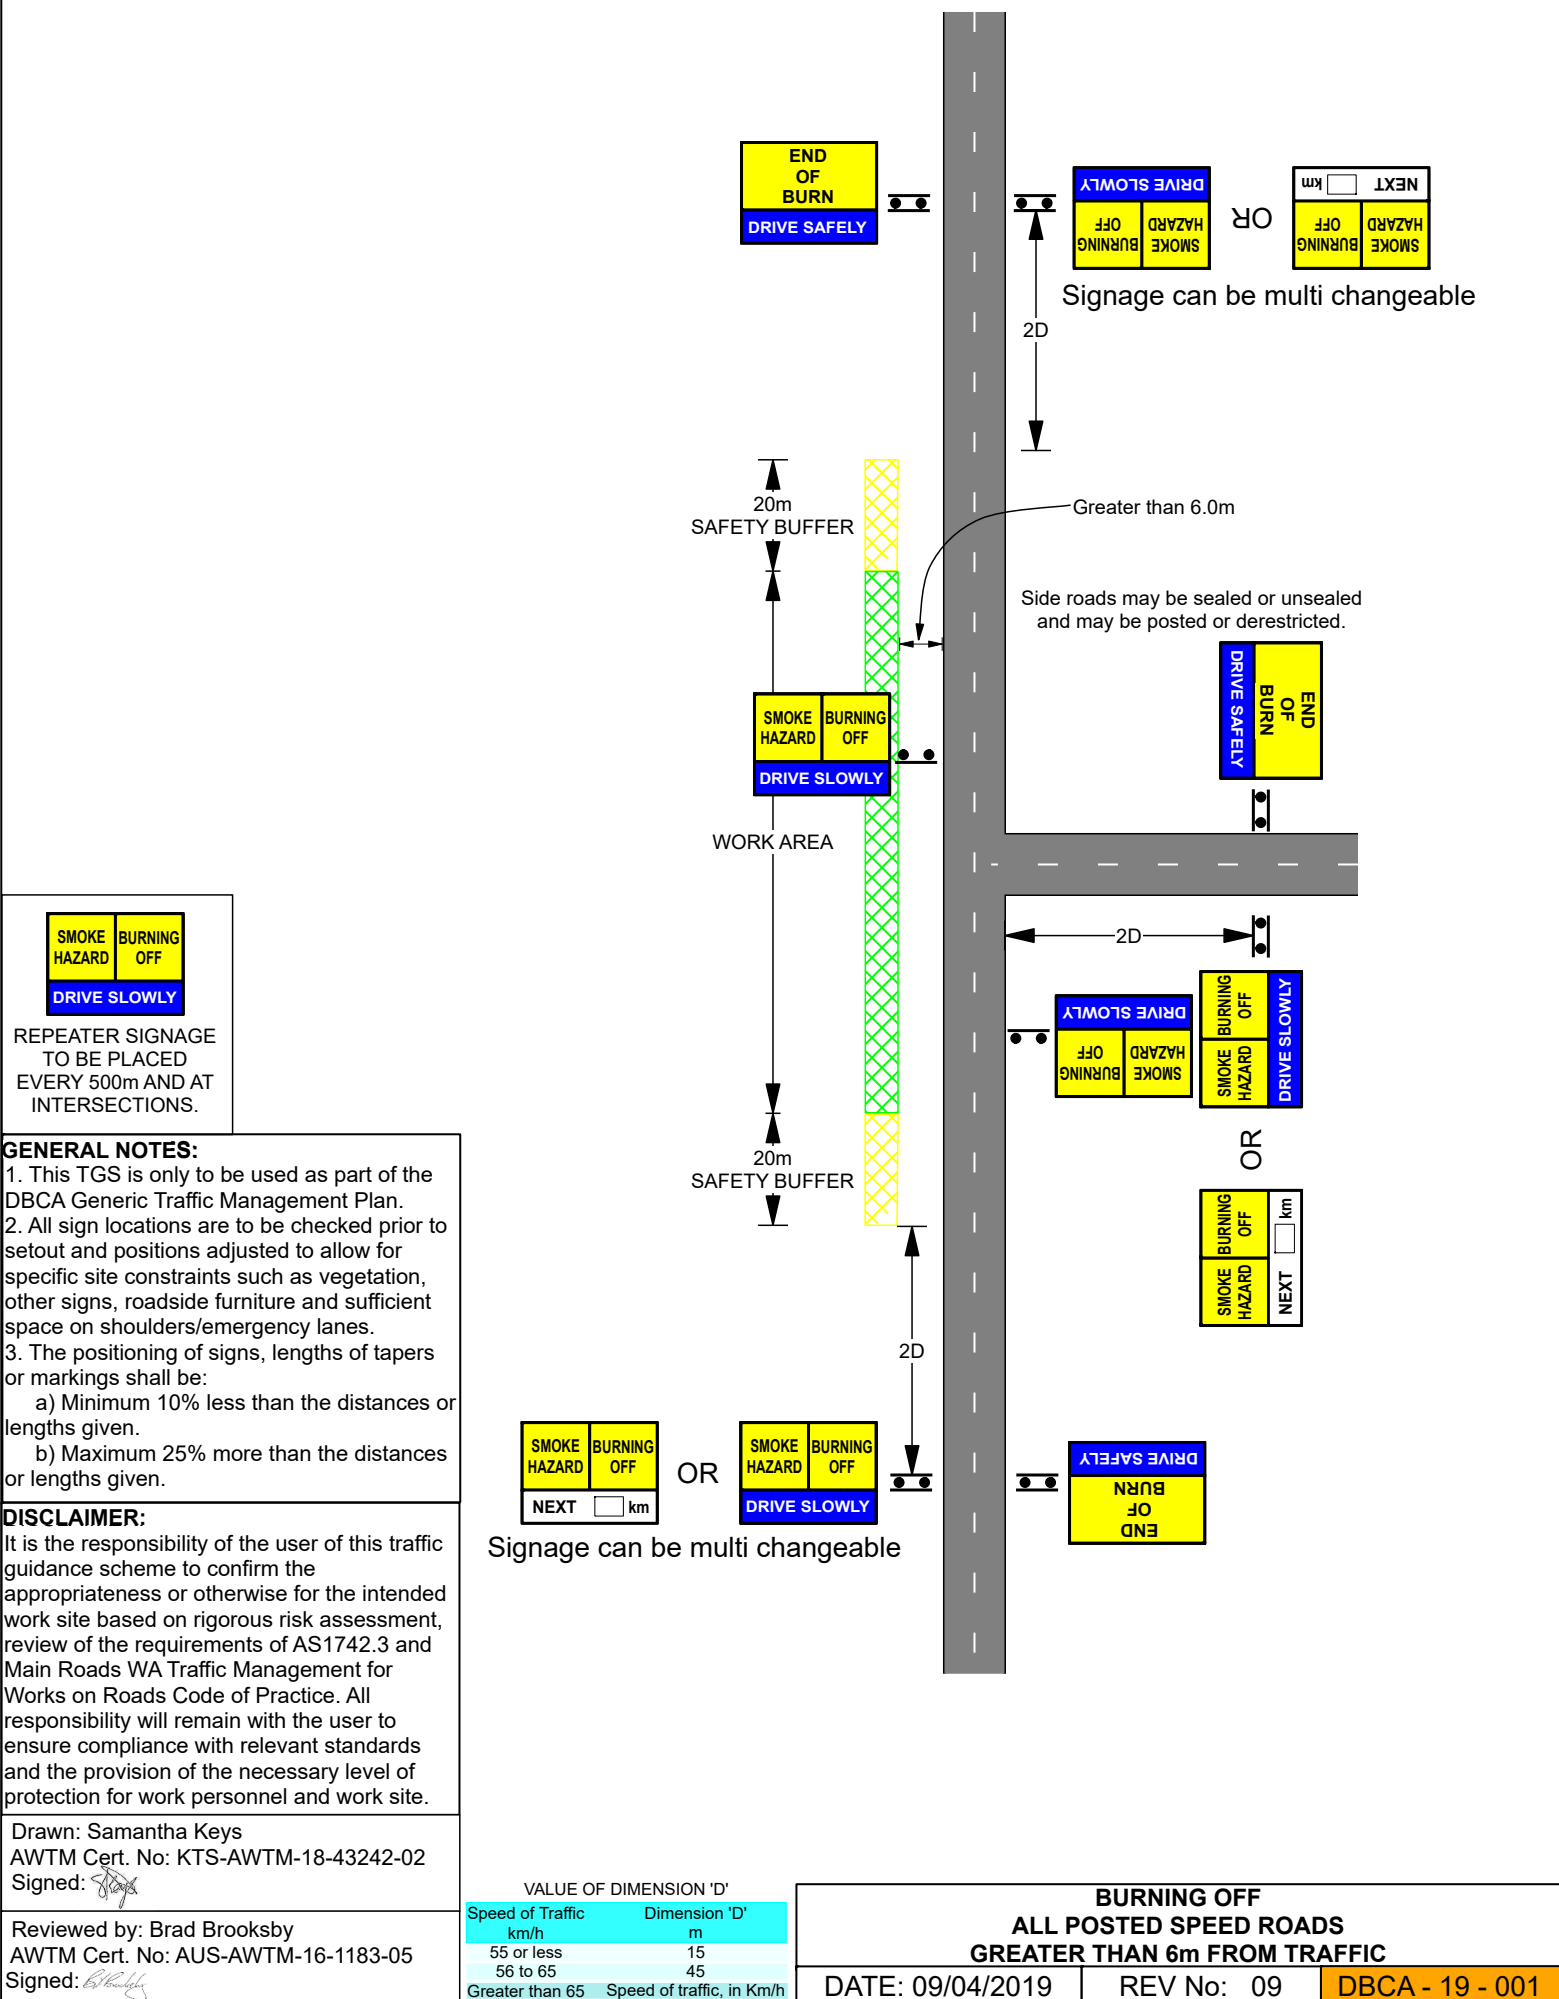 END
OF
BURN
DRIVE SAFELY
DRIVE SLOWLY
SMOKE
HAZARD
BURNING
OFF
OR
NEXT km
SMOKE
HAZARD
BURNING
OFF
Signage can be multi changeable
2D
20m
SAFETY BUFFER
Greater than 6.0m
Side roads may be sealed or unsealed
and may be posted or derestricted.
END
OF
BURN
DRIVE SAFELY
SMOKE
HAZARD
BURNING
OFF
DRIVE SLOWLY
WORK AREA
2D
SMOKE
HAZARD
BURNING
OFF
DRIVE SLOWLY
SMOKE
HAZARD
BURNING
OFF
DRIVE SLOWLY
OR
SMOKE
HAZARD
BURNING
OFF
NEXT km
20m
SAFETY BUFFER
2D
SMOKE
HAZARD
BURNING
OFF
NEXT km
OR
SMOKE
HAZARD
BURNING
OFF
DRIVE SLOWLY
Signage can be multi changeable
DRIVE SAFELY
END
OF
BURN
SMOKE
HAZARD
BURNING
OFF
DRIVE SLOWLY
REPEATER SIGNAGE
TO BE PLACED
EVERY 500m AND AT
INTERSECTIONS.
GENERAL NOTES:
1. This TGS is only to be used as part of the
DBCA Generic Traffic Management Plan.
2. All sign locations are to be checked prior to
setout and positions adjusted to allow for
specific site constraints such as vegetation,
other signs, roadside furniture and sufficient
space on shoulders/emergency lanes.
3. The positioning of signs, lengths of tapers
or markings shall be:
a) Minimum 10% less than the distances or
lengths given.
b) Maximum 25% more than the distances
or lengths given.
DISCLAIMER:
It is the responsibility of the user of this traffic
guidance scheme to confirm the
appropriateness or otherwise for the intended
work site based on rigorous risk assessment,
review of the requirements of AS1742.3 and
Main Roads WA Traffic Management for
Works on Roads Code of Practice. All
responsibility will remain with the user to
ensure compliance with relevant standards
and the provision of the necessary level of
protection for work personnel and work site.
Drawn: Samantha Keys
AWTM Cert. No: KTS-AWTM-18-43242-02
Signed:
Reviewed by: Brad Brooksby
AWTM Cert. No: AUS-AWTM-16-1183-05
Signed:
VALUE OF DIMENSION 'D'
Speed of Traffic Dimension 'D'
km/h m
55 or less 15
56 to 65 45
Greater than 65 Speed of traffic, in Km/h
BURNING OFF
ALL POSTED SPEED ROADS
GREATER THAN 6m FROM TRAFFIC
DATE: 09/04/2019 REV No: 09 DBCA - 19 - 001